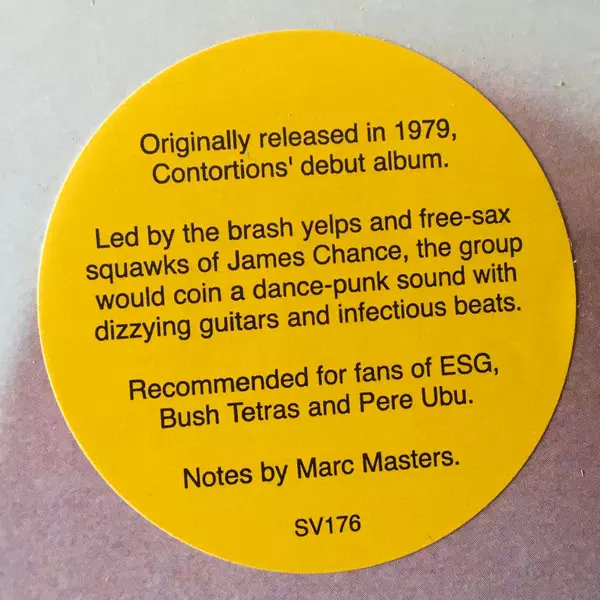 Originally released in 1979,
Contortions' debut album.
Led by the brash yelps and free-sax
squawks of James Chance, the group
would coin a dance-punk sound with
dizzying guitars and infectious beats.
Recommended for fans of ESG,
Bush Tetras and Pere Ubu.
Notes by Marc Masters.
SV176